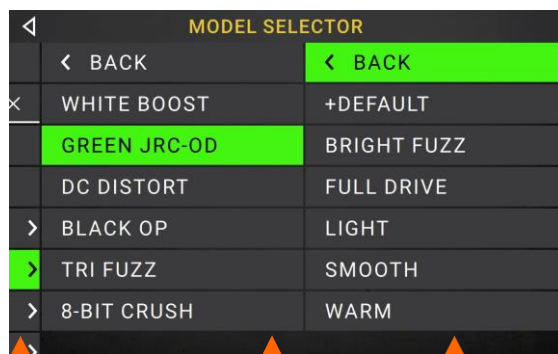 MODEL SELECTOR
< BACK
WHITE BOOST
GREEN JRC-OD
DC DISTORT
BLACK OP
TRI FUZZ
8-BIT CRUSH
< BACK
+DEFAULT
BRIGHT FUZZ
FULL DRIVE
LIGHT
SMOOTH
WARM